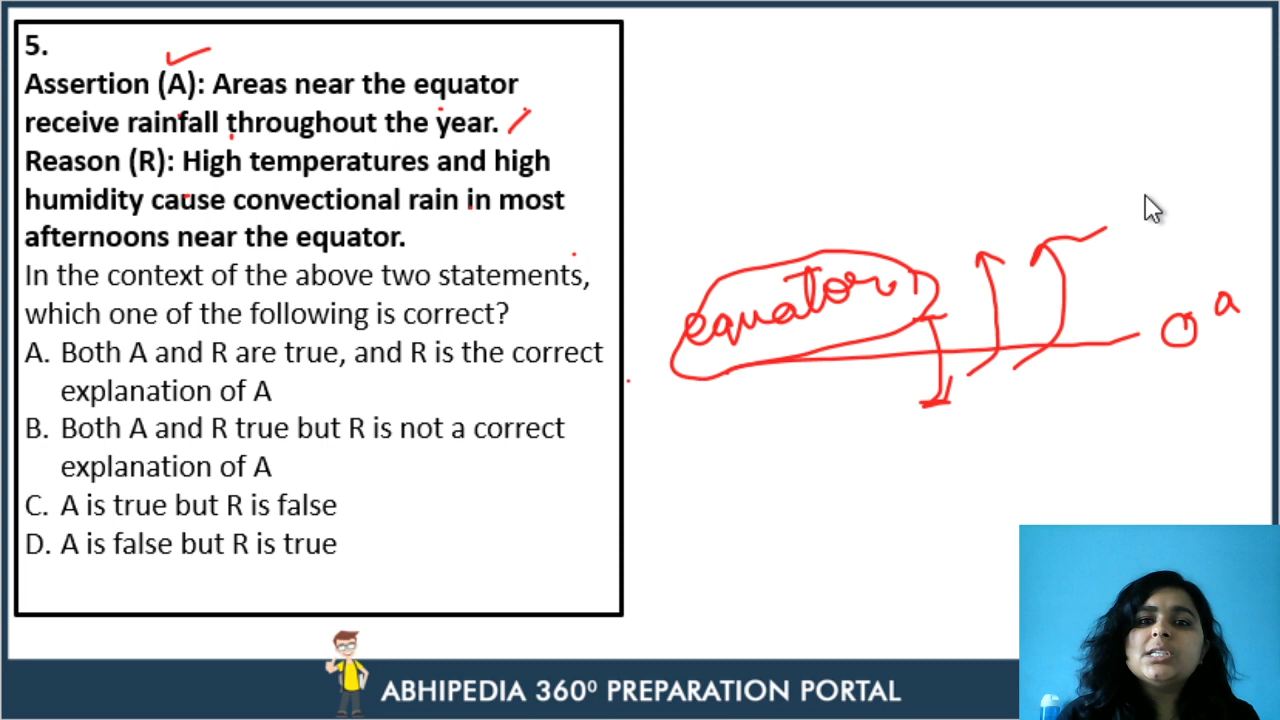 5.
Assertion (A): Areas near the equator
receive rainfall throughout the year.
Reason (R): High temperatures and high
humidity cause convectional rain in most
afternoons near the equator.
In the context of the above two statements,
which one of the following is correct?
A. Both A and R are true, and R is the correct
explanation of A
B. Both A and R true but R is not a correct
explanation of A
C. A is true but R is false
D. A is false but R is true
equator
0°
ABHIPEDIA 360⁰ PREPARATION PORTAL